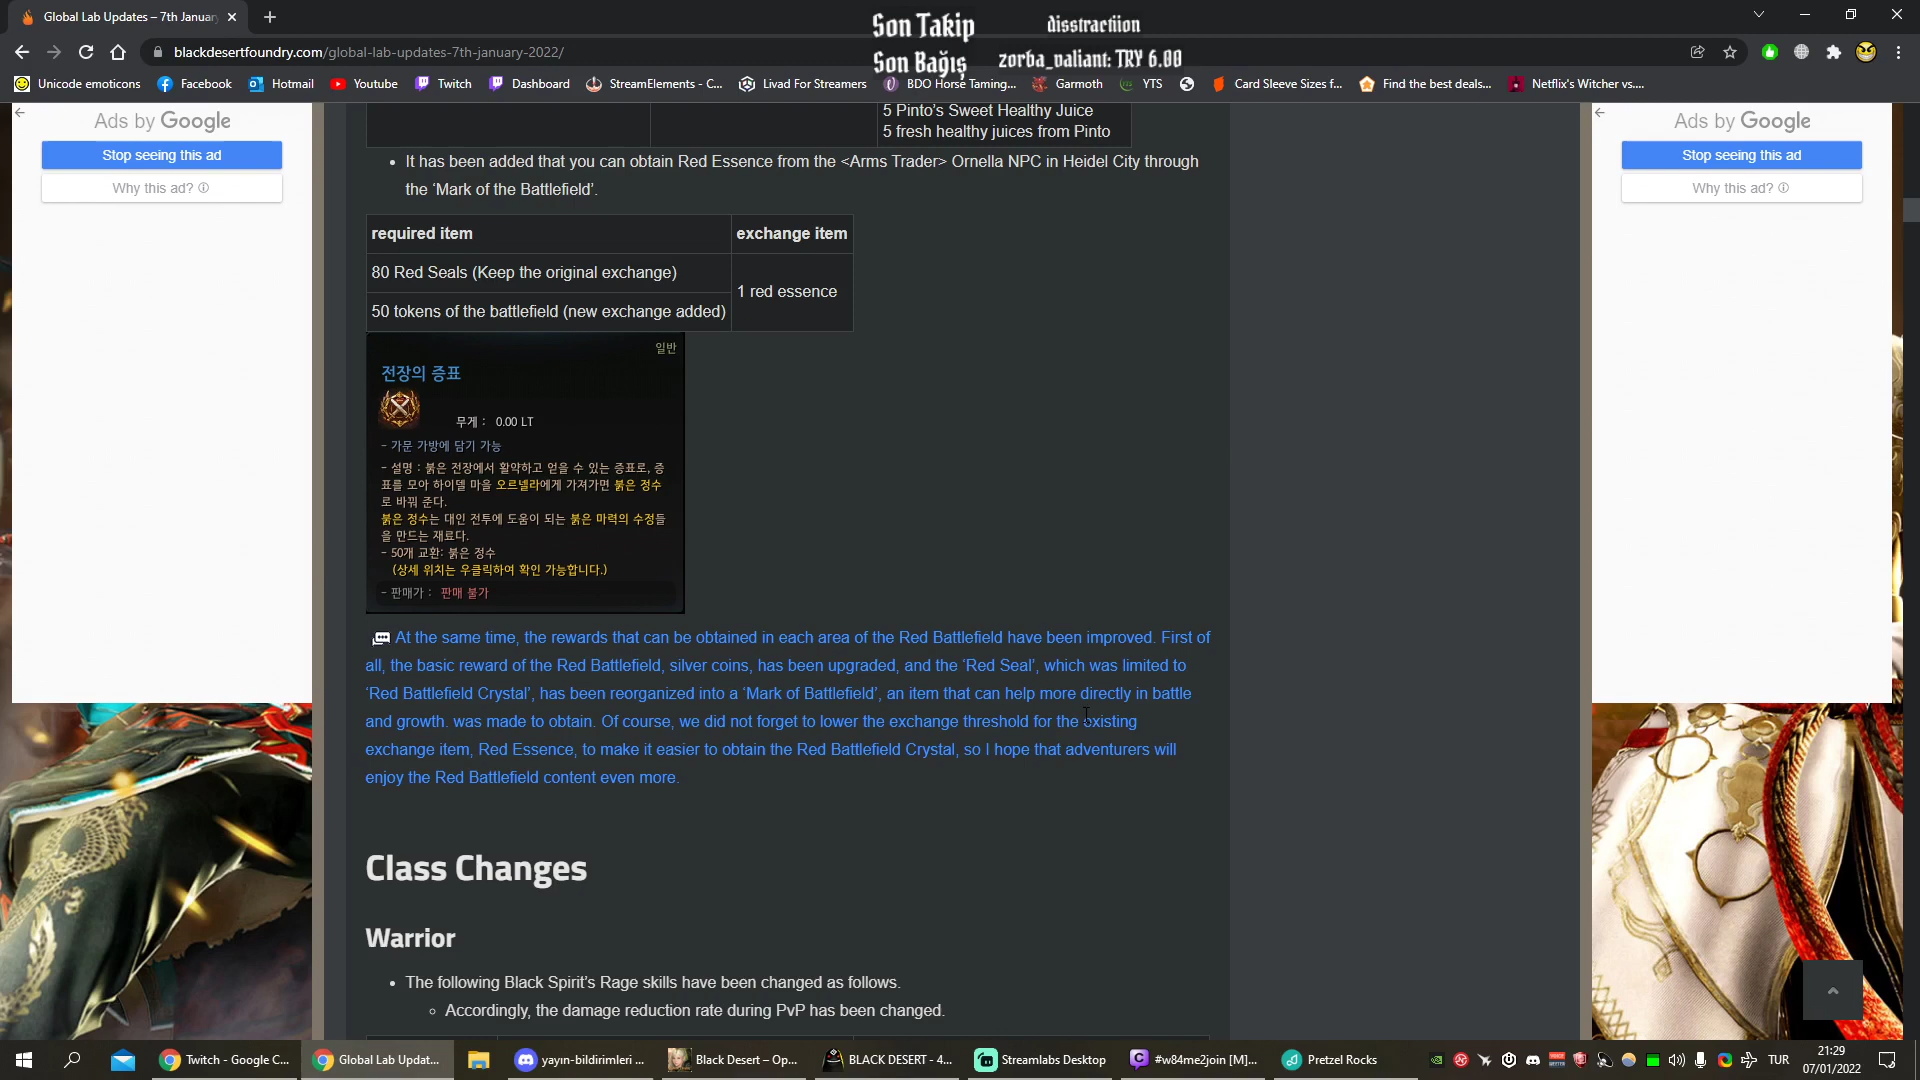 Global Lab Updates – 7th Januar
Son Takip
disstractiion
Son Bağış
zorba_valiant: TRY 6.00
blackdesertfoundry.com/global-lab-updates-7th-january-2022/
Unicode emoticons
Facebook
Hotmail
Youtube
Twitch
Dashboard
StreamElements - C...
Livad For Streamers
BDO Horse Taming...
Garmoth
YTS
Card Sleeve Sizes f...
Find the best deals...
Netflix's Witcher vs....
Ads by Google
Stop seeing this ad
Why this ad?
5 Pinto's Sweet Healthy Juice
5 fresh healthy juices from Pinto
It has been added that you can obtain Red Essence from the <Arms Trader> Ornella NPC in Heidel City through
the 'Mark of the Battlefield'.
required item
exchange item
80 Red Seals (Keep the original exchange)
1 red essence
50 tokens of the battlefield (new exchange added)
일반
전장의 증표
무게 : 0.00 LT
- 가문 가방에 담기 가능
- 설명 : 붉은 전장에서 활약하고 얻을 수 있는 증표로, 증
표를 모아 하이델 마을 오르넬라에게 가져가면 붉은 정수
로 바꿔 준다.
붉은 정수는 대인 전투에 도움이 되는 붉은 마력의 수정들
을 만드는 재료다.
- 50개 교환: 붉은 정수
(상세 위치는 우클릭하여 확인 가능합니다.)
- 판매가 : 판매 불가
At the same time, the rewards that can be obtained in each area of the Red Battlefield have been improved. First of
all, the basic reward of the Red Battlefield, silver coins, has been upgraded, and the 'Red Seal', which was limited to
'Red Battlefield Crystal', has been reorganized into a 'Mark of Battlefield', an item that can help more directly in battle
and growth. was made to obtain. Of course, we did not forget to lower the exchange threshold for the existing
exchange item, Red Essence, to make it easier to obtain the Red Battlefield Crystal, so I hope that adventurers will
enjoy the Red Battlefield content even more.
Class Changes
Warrior
The following Black Spirit's Rage skills have been changed as follows.
Accordingly, the damage reduction rate during PvP has been changed.
Ads by Google
Stop seeing this ad
Why this ad?
Twitch - Google C...
Global Lab Updat...
yayın-bildirimleri ...
Black Desert – Op...
BLACK DESERT - 4...
Streamlabs Desktop
#w84me2join [M]...
Pretzel Rocks
TUR
21:29
07/01/2022